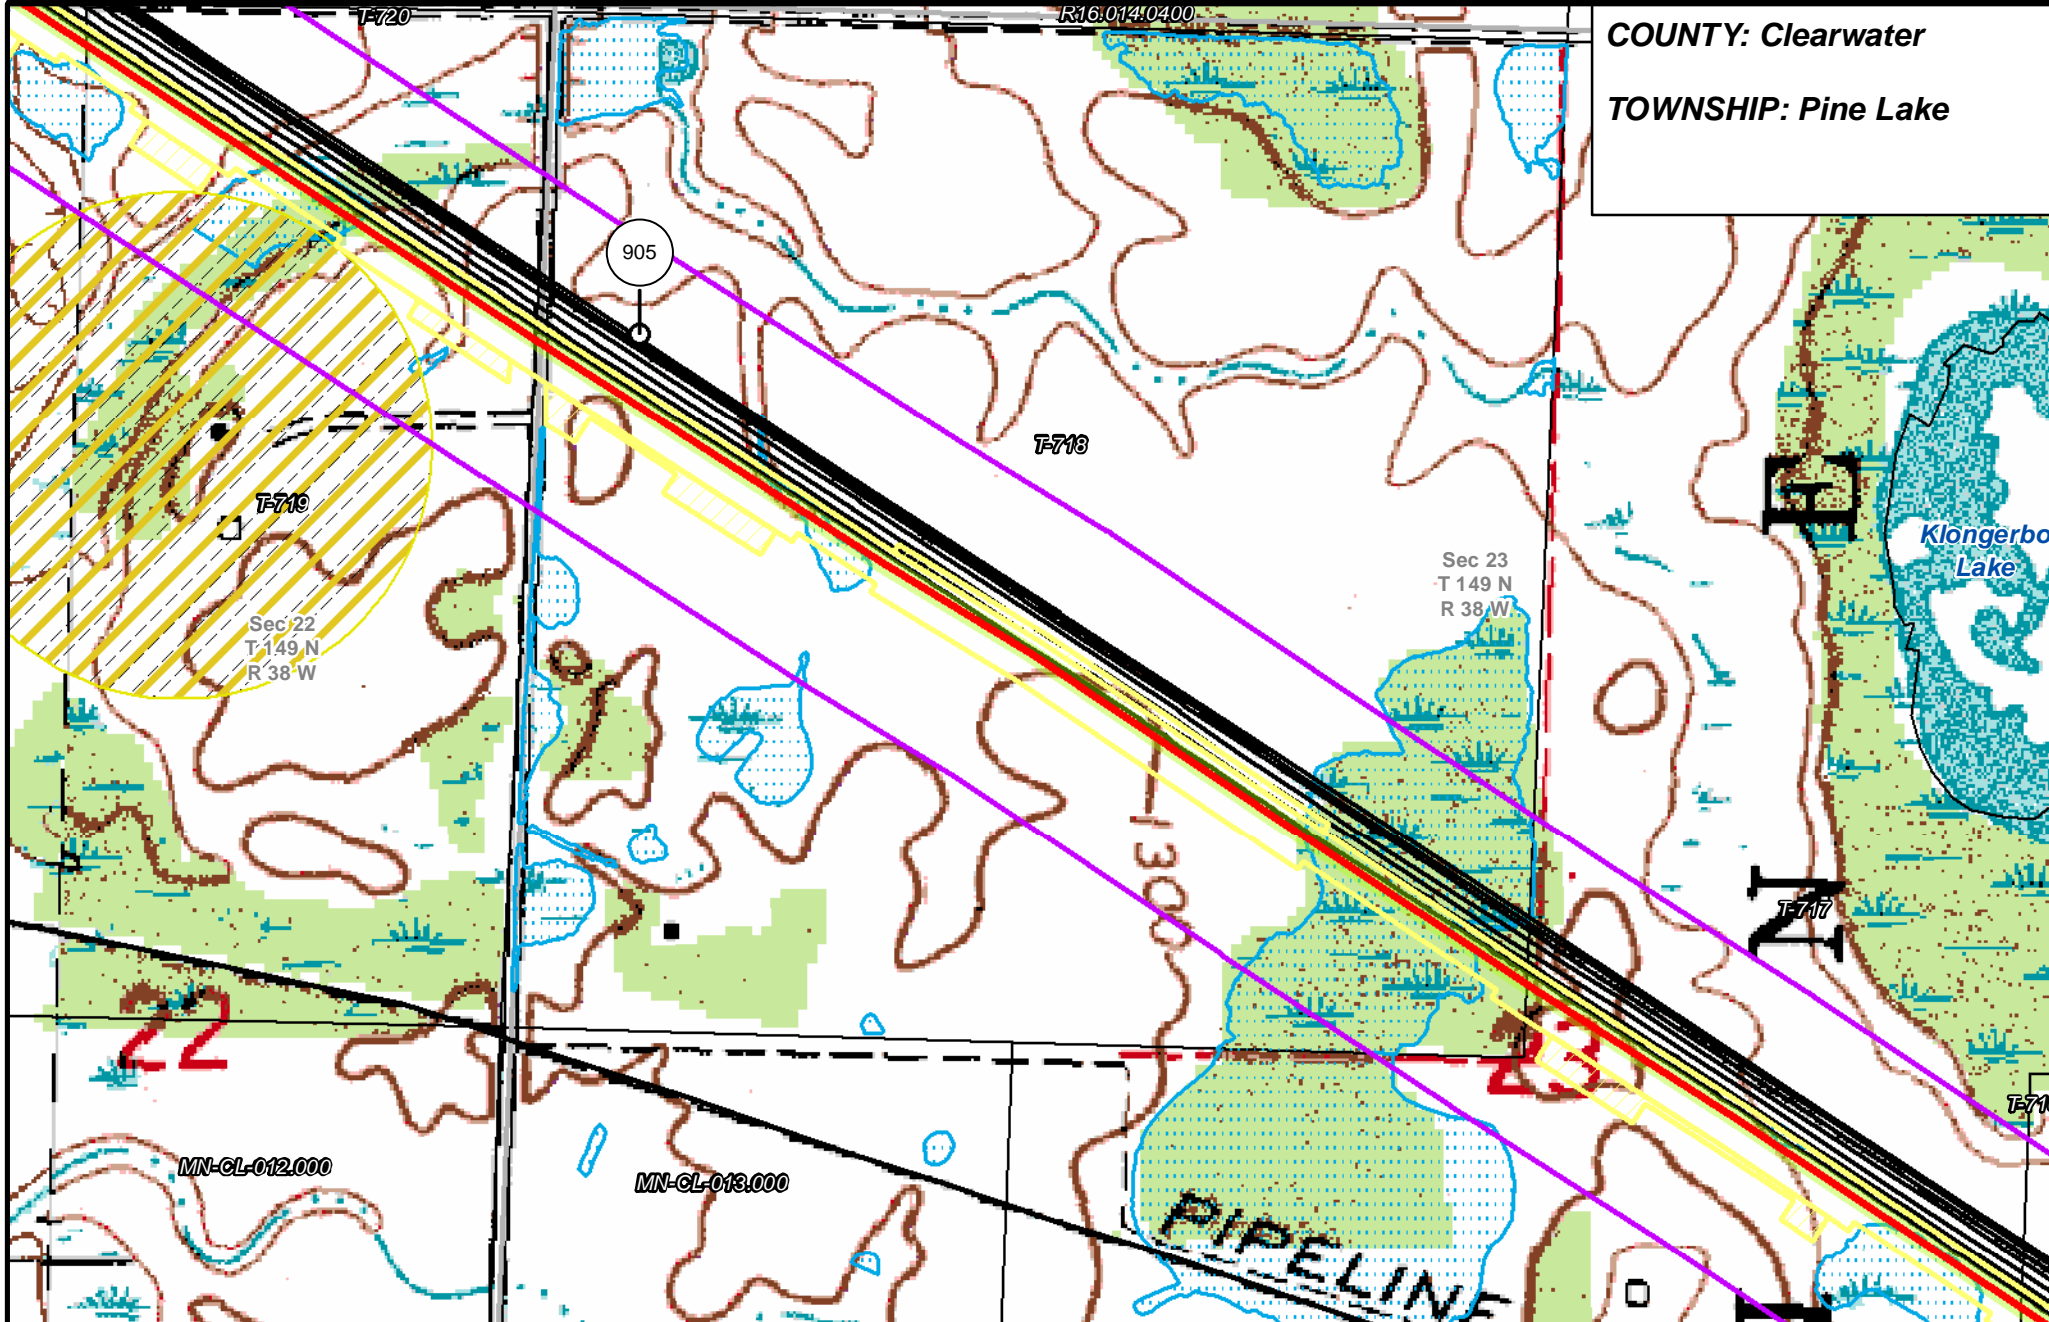 T-720
R16.014.0400
COUNTY: Clearwater
TOWNSHIP: Pine Lake
905
T-718
T-719
Klongerbo
Lake
Sec 23
T 149 N
R 38 W
Sec 22
T 149 N
R 38 W
1300
T-717
N
22
23
T-716
MN-CL-012.000
MN-CL-013.000
PIPELINE